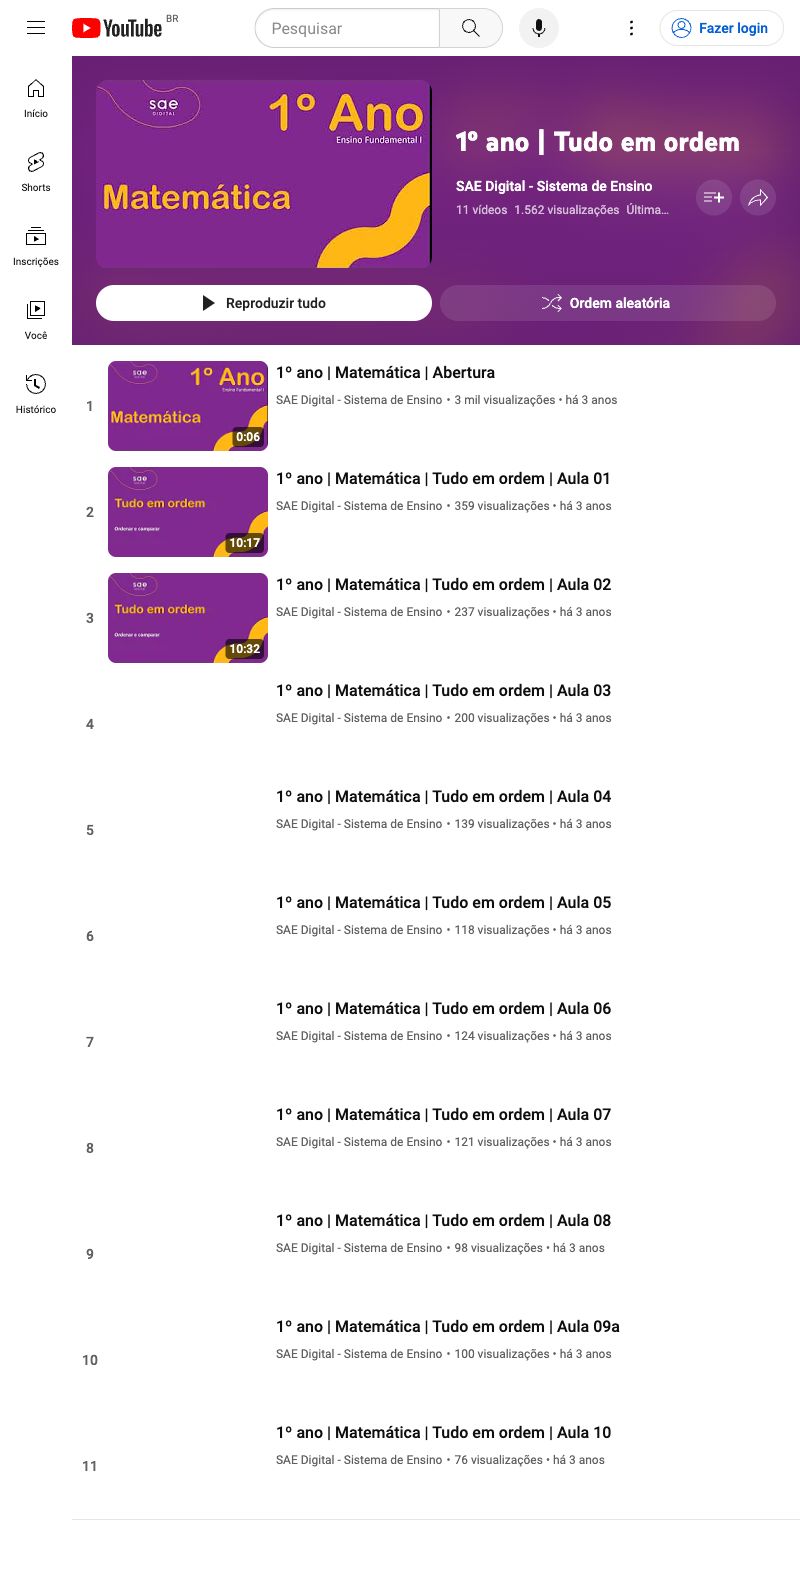 YouTube BR
Pesquisar
Fazer login
Início
Shorts
Inscrições
Você
Histórico
sae
DIGITAL
1º Ano
Ensino Fundamental I
Matemática
1º ano | Tudo em ordem
SAE Digital - Sistema de Ensino
11 vídeos 1.562 visualizações Última...
Reproduzir tudo
Ordem aleatória
1
sae
1º Ano
Ensino Fundamental I
Matemática
0:06
1º ano | Matemática | Abertura
SAE Digital - Sistema de Ensino • 3 mil visualizações • há 3 anos
2
sae
Tudo em ordem
Ordenar e comparar
10:17
1º ano | Matemática | Tudo em ordem | Aula 01
SAE Digital - Sistema de Ensino • 359 visualizações • há 3 anos
3
sae
Tudo em ordem
Ordenar e comparar
10:32
1º ano | Matemática | Tudo em ordem | Aula 02
SAE Digital - Sistema de Ensino • 237 visualizações • há 3 anos
4
1º ano | Matemática | Tudo em ordem | Aula 03
SAE Digital - Sistema de Ensino • 200 visualizações • há 3 anos
5
1º ano | Matemática | Tudo em ordem | Aula 04
SAE Digital - Sistema de Ensino • 139 visualizações • há 3 anos
6
1º ano | Matemática | Tudo em ordem | Aula 05
SAE Digital - Sistema de Ensino • 118 visualizações • há 3 anos
7
1º ano | Matemática | Tudo em ordem | Aula 06
SAE Digital - Sistema de Ensino • 124 visualizações • há 3 anos
8
1º ano | Matemática | Tudo em ordem | Aula 07
SAE Digital - Sistema de Ensino • 121 visualizações • há 3 anos
9
1º ano | Matemática | Tudo em ordem | Aula 08
SAE Digital - Sistema de Ensino • 98 visualizações • há 3 anos
10
1º ano | Matemática | Tudo em ordem | Aula 09a
SAE Digital - Sistema de Ensino • 100 visualizações • há 3 anos
11
1º ano | Matemática | Tudo em ordem | Aula 10
SAE Digital - Sistema de Ensino • 76 visualizações • há 3 anos